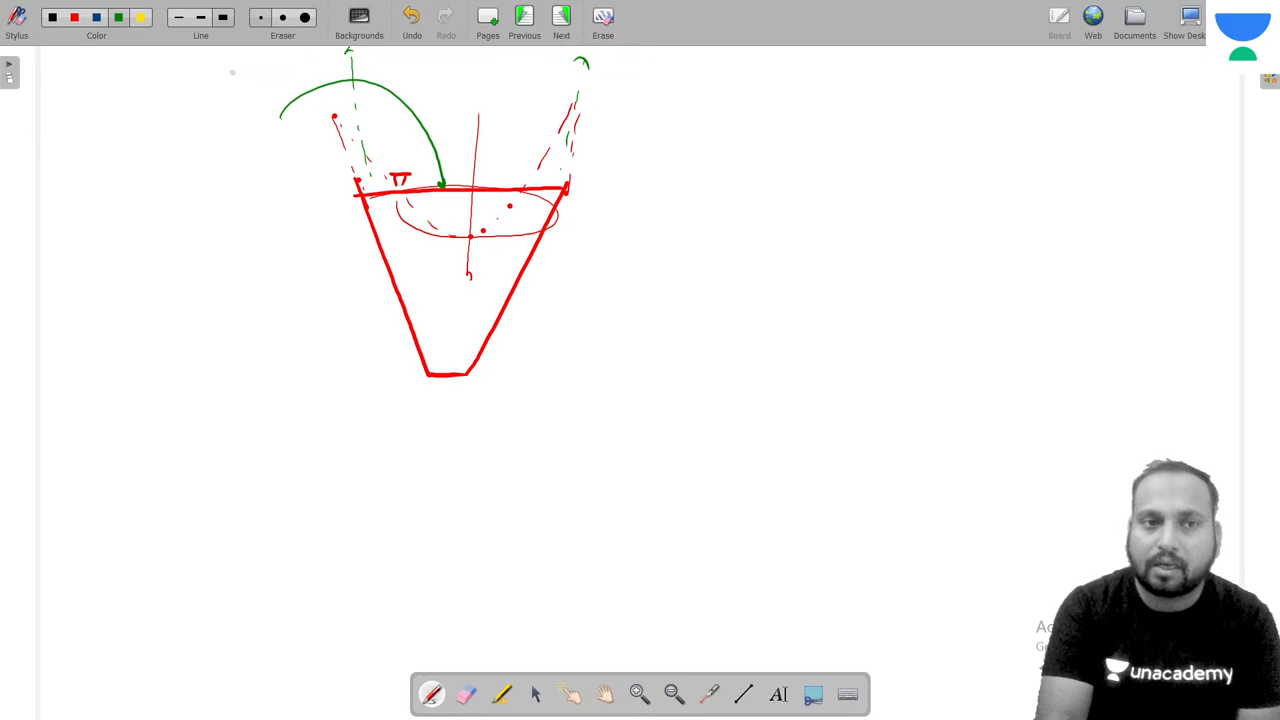 Stylus
Color
Line
Eraser
Backgrounds
Undo
Redo
Pages
Previous
Next
Erase
Board
Web
Documents
Show Desk
π
unacademy